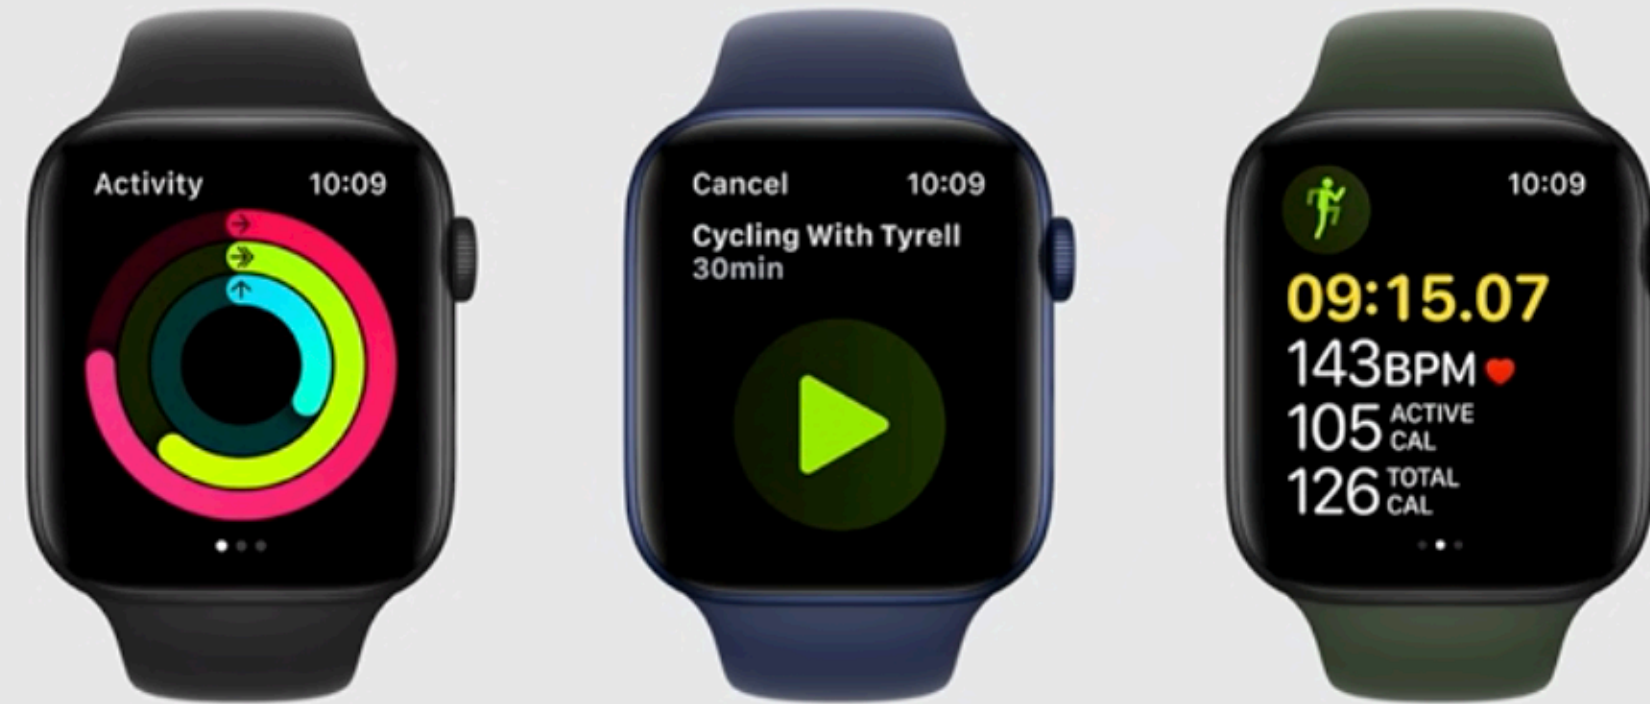 Activity 10:09
Cancel 10:09
Cycling With Tyrell
30min
10:09
09:15.07
143BPM
105 ACTIVE CAL
126 TOTAL CAL